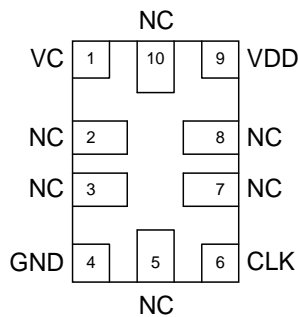 NC
VC 1 10 9 VDD
NC 2 8 NC
NC 3 7 NC
GND 4 5 6 CLK
NC